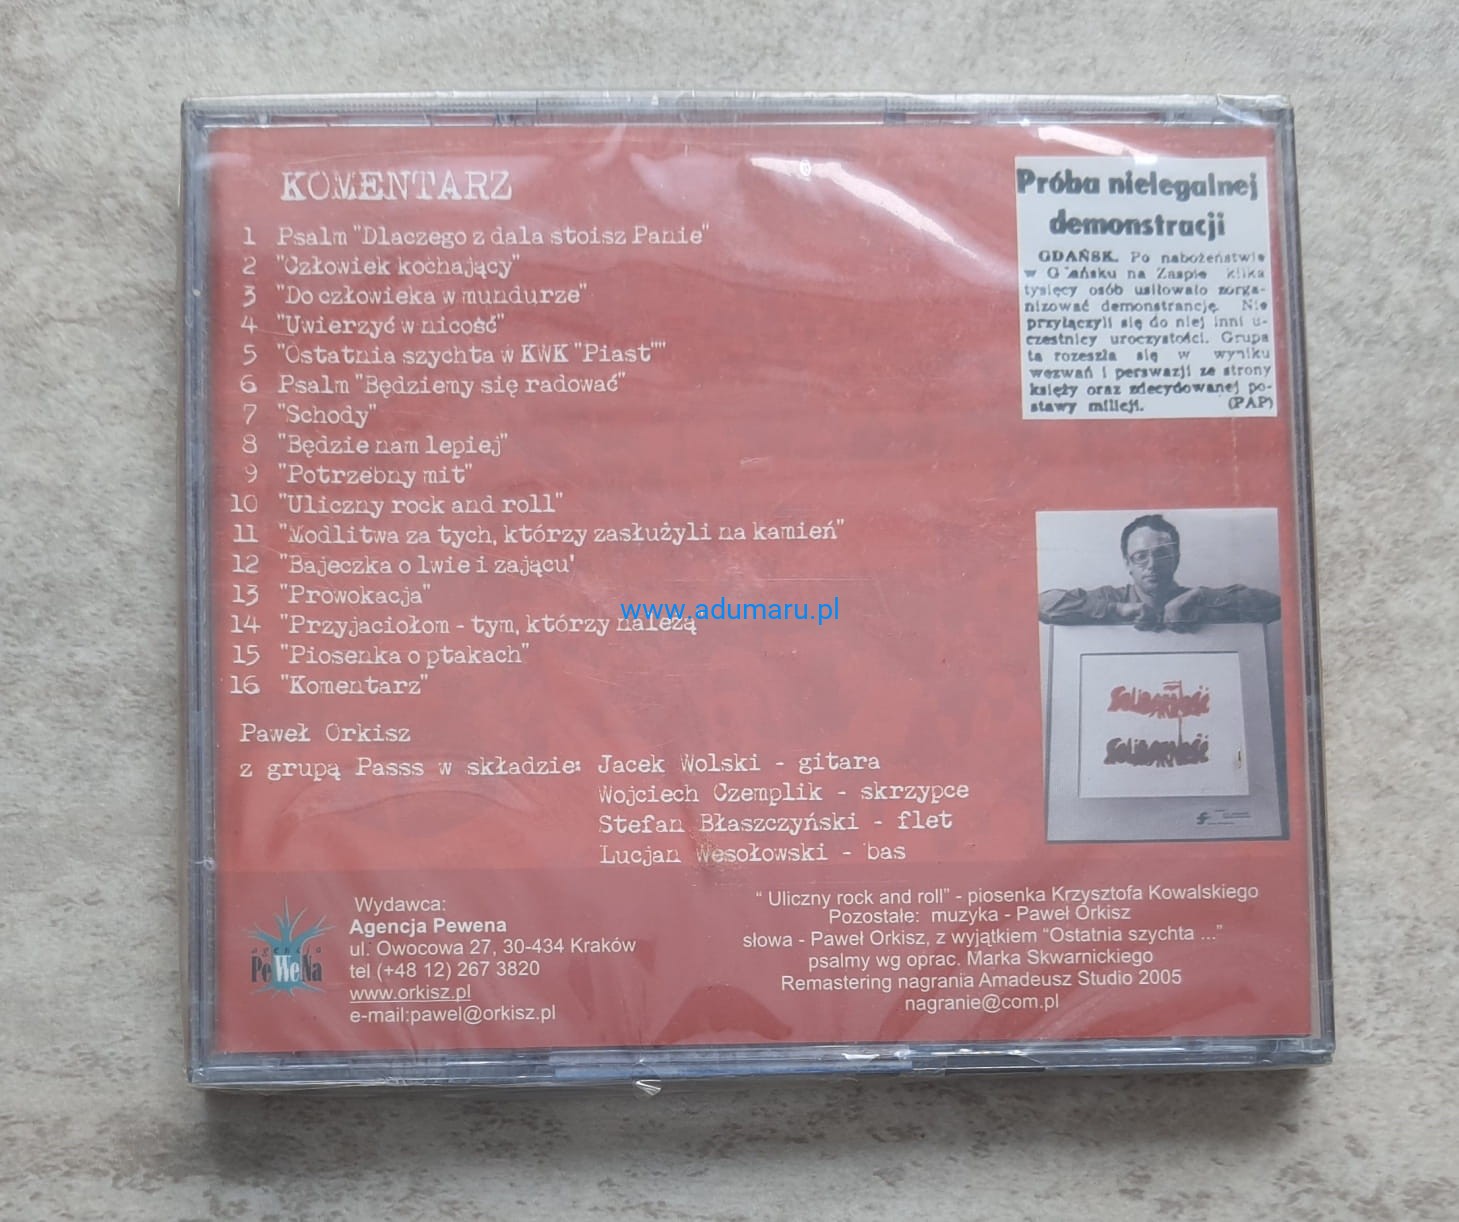 KOMENTARZ
1 Psalm "Dlaczego z dala stoisz Panie"
2 "Człowiek kochający"
3 "Do człowieka w mundurze"
4 "Uwierzyć w nicość"
5 "Ostatnia szychta w KWK "Piast""
6 Psalm "Będziemy się radować"
7 "Schody"
8 "Będzie nam lepiej"
9 "Potrzebny mit"
10 "Uliczny rock and roll"
11 "Modlitwa za tych, którzy zasłużyli na kamień"
12 "Bajeczka o lwie i zającu'
13 "Prowokacja"
14 "Przyjaciołom - tym, którzy należą"
15 "Piosenka o ptakach"
16 "Komentarz"
www.adumaru.pl
Paweł Orkisz
z grupą Passs w składzie: Jacek Wolski - gitara
Wojciech Czemplik - skrzypce
Stefan Błaszczyński - flet
Lucjan Wesołowski - bas
Próba nielegalnej
demonstracji
GDAŃSK. Po nabożeństwie
w Gdańsku na Zaspie kilka
tysięcy osób usiłowało zorga-
nizować demonstrancję. Nie
przyłączyli się do niej inni u-
czestnicy uroczystości. Grupa
ta rozeszła się w wyniku
wezwań i perswazji ze strony
księży oraz zdecydowanej po-
stawy milicji. (PAP)
Solidarność
Solidarność
agencja
PeWeNa
Wydawca:
Agencja Pewena
ul. Owocowa 27, 30-434 Kraków
tel (+48 12) 267 3820
www.orkisz.pl
e-mail:pawel@orkisz.pl
“ Uliczny rock and roll” - piosenka Krzysztofa Kowalskiego
Pozostałe: muzyka - Paweł Orkisz
słowa - Paweł Orkisz, z wyjątkiem “Ostatnia szychta ...”
psalmy wg oprac. Marka Skwarnickiego
Remastering nagrania Amadeusz Studio 2005
nagranie@com.pl